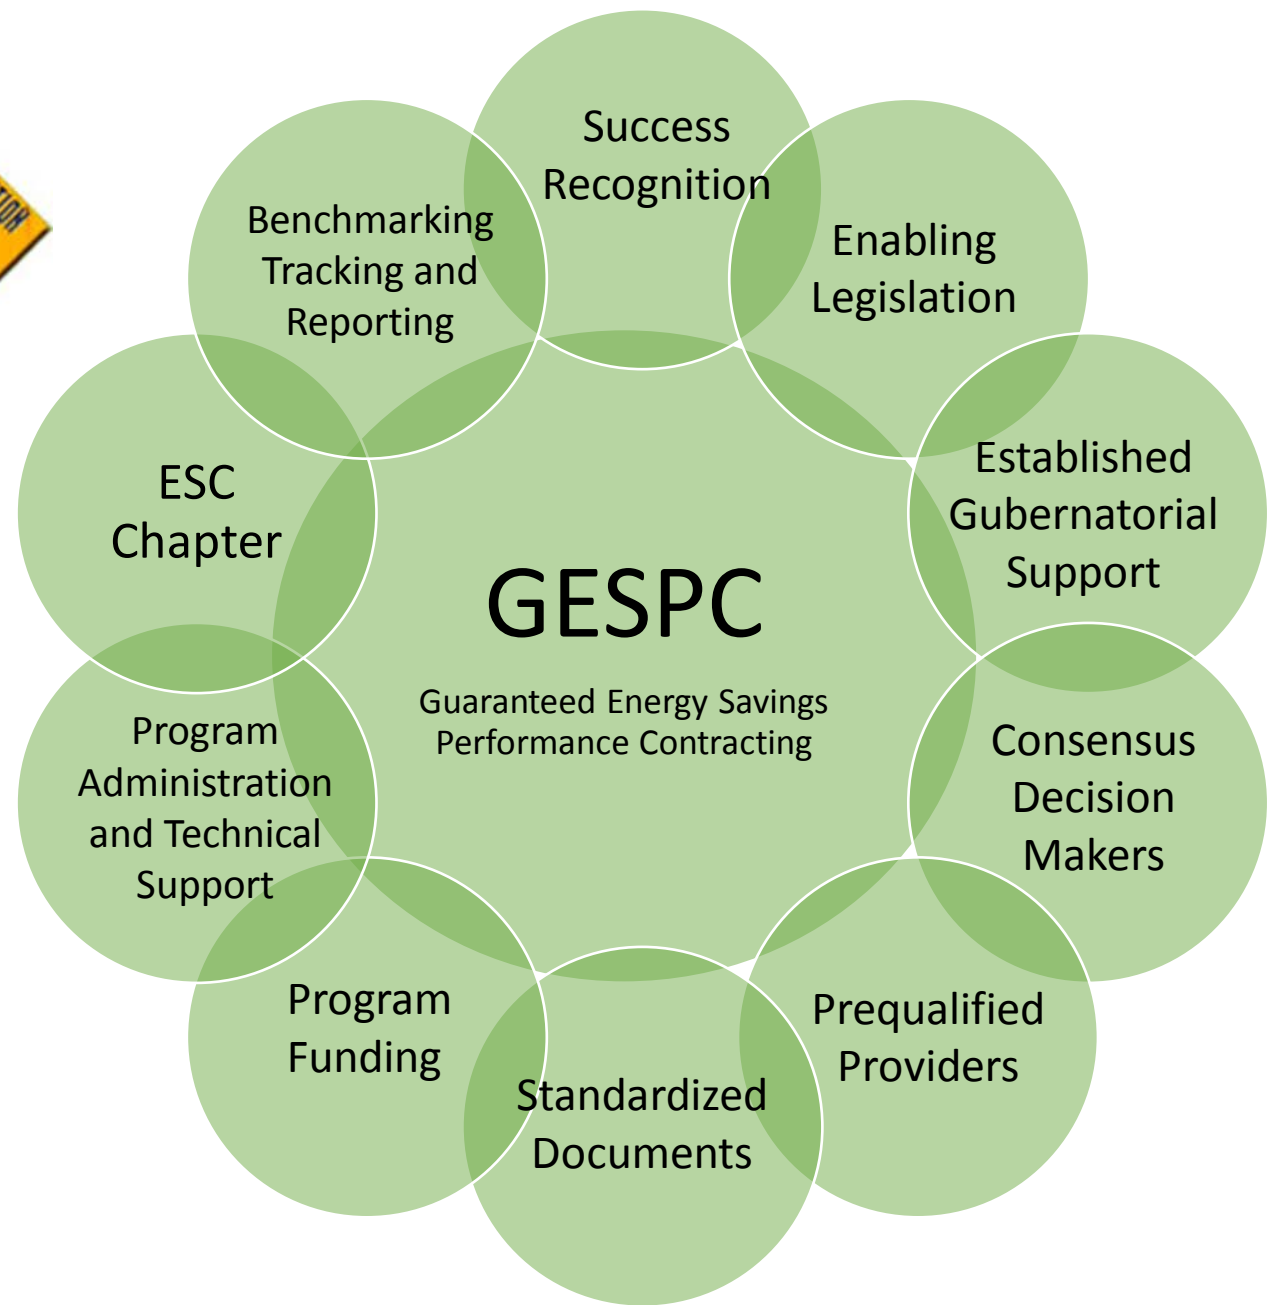 Success
Recognition
Enabling
Legislation
Established
Gubernatorial
Support
Consensus
Decision
Makers
Prequalified
Providers
Standardized
Documents
Program
Funding
Program
Administration
and Technical
Support
ESC
Chapter
Benchmarking
Tracking and
Reporting
GESPC
Guaranteed Energy Savings
Performance Contracting